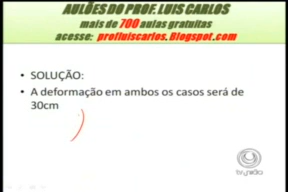 AULÕES DO PROF. LUIS CARLOS
mais de 700 aulas gratuitas
acesse: profluiscarlos.Blogspot.com
• SOLUÇÃO:
• A deformação em ambos os casos será de
30cm